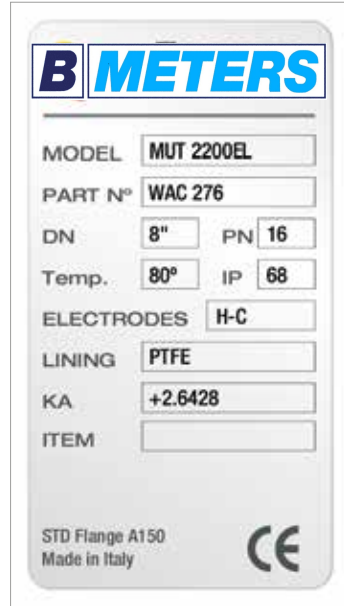 B METERS
MODEL MUT 2200EL
PART Nº WAC 276
DN 8" PN 16
Temp. 80º IP 68
ELECTRODES H-C
LINING PTFE
KA +2.6428
ITEM
STD Flange A150
Made in Italy CE